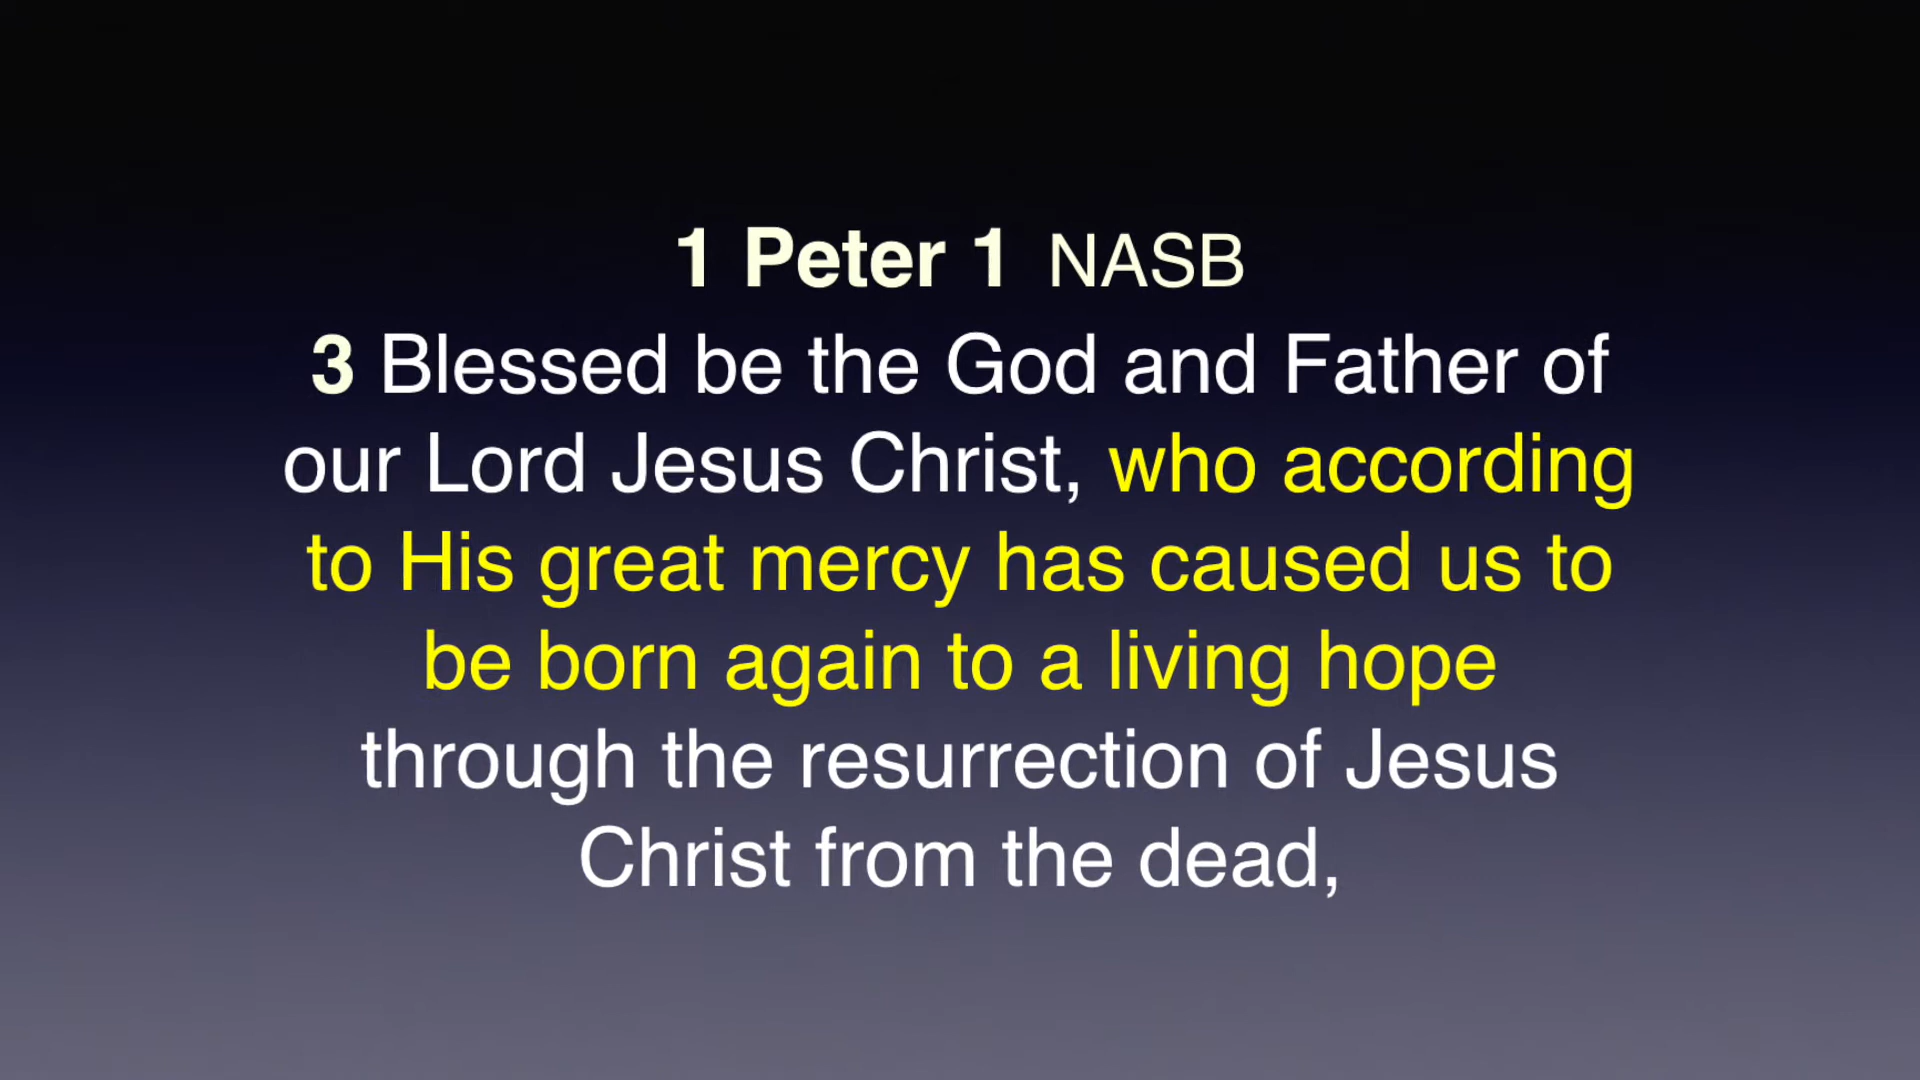 1 Peter 1 NASB
3 Blessed be the God and Father of
our Lord Jesus Christ, who according
to His great mercy has caused us to
be born again to a living hope
through the resurrection of Jesus
Christ from the dead,